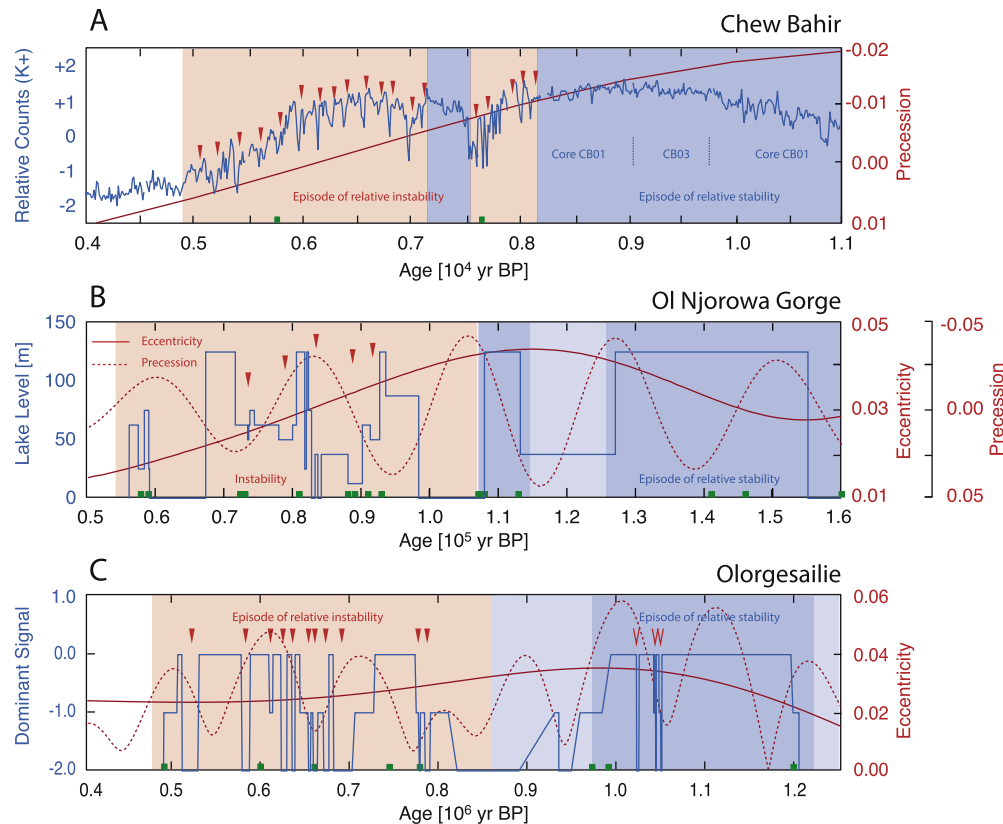 A
Chew Bahir
Relative Counts (K+)
+2
+1
0
-1
-2
-0.02
-0.01
0.00
0.01
Precession
Core CB01
CB03
Core CB01
Episode of relative instability
Episode of relative stability
0.4 0.5 0.6 0.7 0.8 0.9 1.0 1.1
Age [10⁴ yr BP]
B
Ol Njorowa Gorge
Lake Level [m]
150
100
50
0
Eccentricity
Precession
Instability
Episode of relative stability
0.05
0.03
0.01
Eccentricity
-0.05
0.00
0.05
Precession
0.5 0.6 0.7 0.8 0.9 1.0 1.1 1.2 1.3 1.4 1.5 1.6
Age [10⁵ yr BP]
C
Olorgesailie
Dominant Signal
1.0
0.0
-1.0
-2.0
Episode of relative instability
Episode of relative stability
0.06
0.04
0.02
0.00
Eccentricity
0.4 0.5 0.6 0.7 0.8 0.9 1.0 1.1 1.2
Age [10⁶ yr BP]